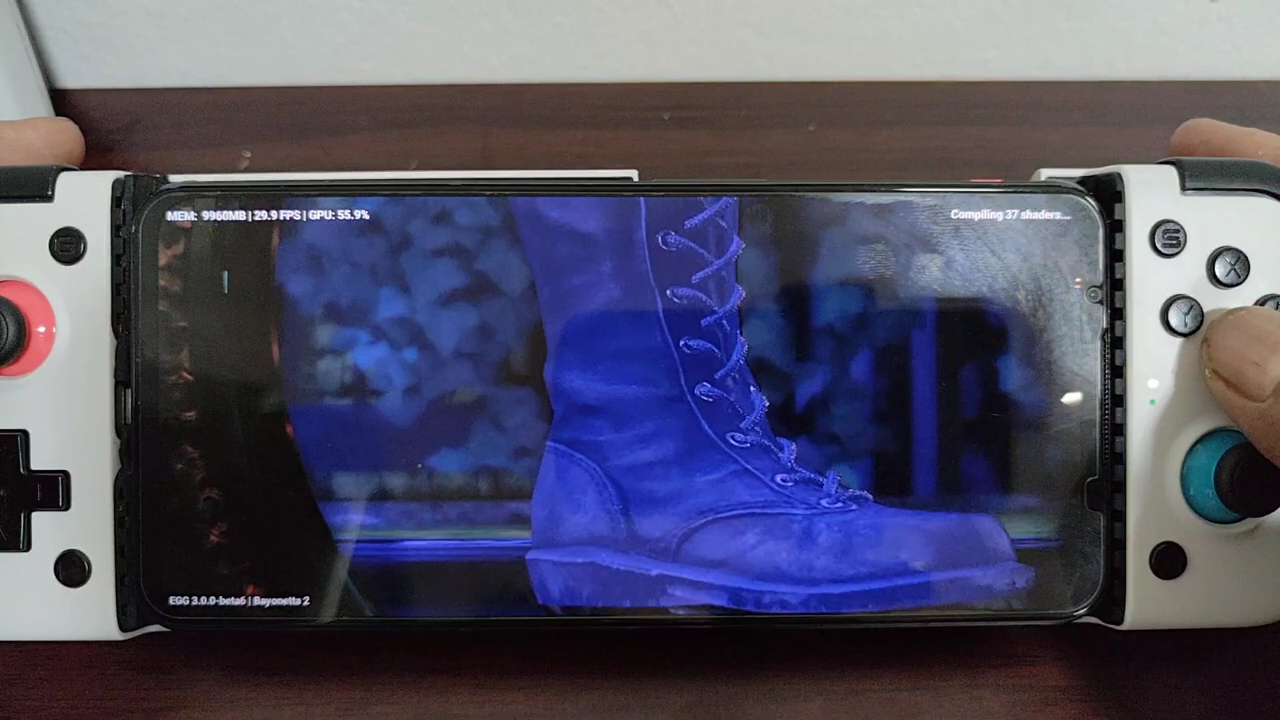 MEM: 9960MB | 29.9 FPS | GPU: 55.9%
Compiling 37 shaders...
S
X
Y
EGG 3.0.0-beta6 | Bayonetta 2